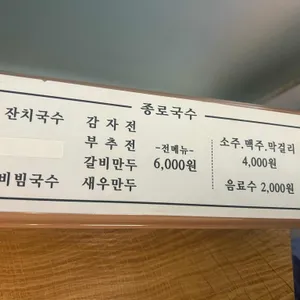 종로국수
잔치국수 감자전
부추전 -전메뉴- 소주.맥주.막걸리
갈비만두 6,000원 4,000원
비빔국수 새우만두 음료수 2,000원